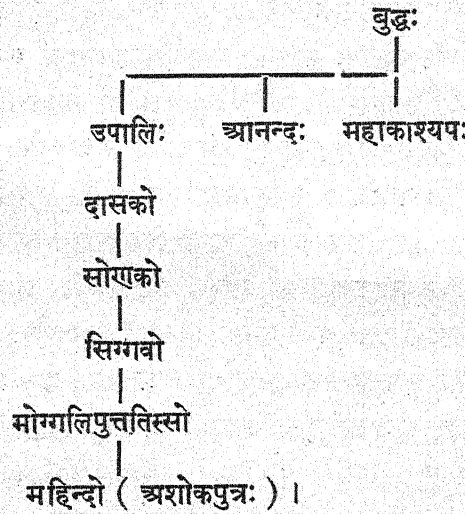 बुद्धः
उपालिः आनन्दः महाकाश्यपः
दासको
सोणको
सिग्गवो
मोग्गलिपुत्ततिस्सो
महिन्दो ( अशोकपुत्रः ) ।